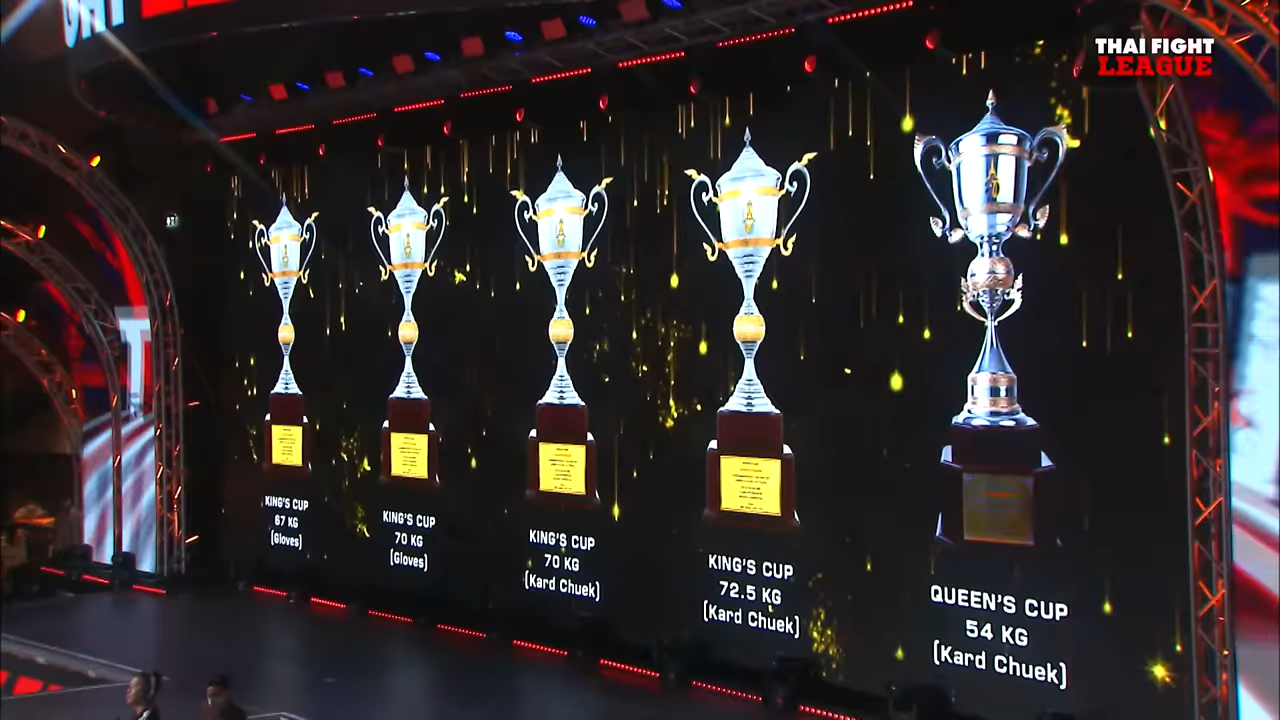 THAI FIGHT
LEAGUE
KING'S CUP
67 KG
(Gloves)
KING'S CUP
70 KG
(Gloves)
KING'S CUP
70 KG
(Kard Chuek)
KING'S CUP
72.5 KG
(Kard Chuek)
QUEEN'S CUP
54 KG
(Kard Chuek)